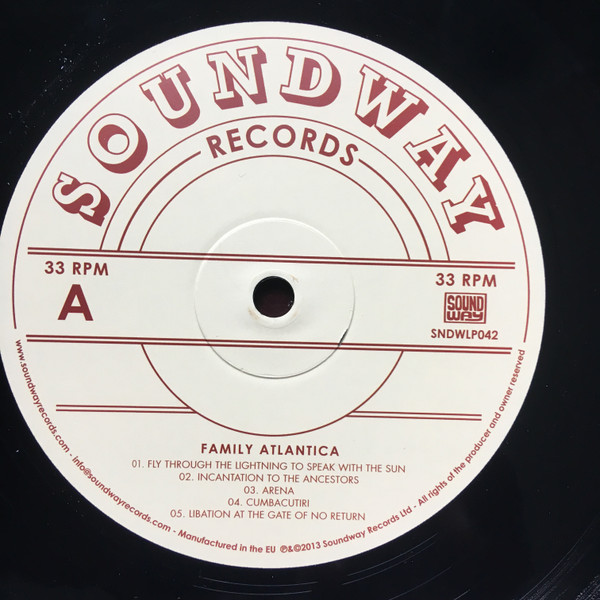 SOUNDWAY
RECORDS
33 RPM
A
33 RPM
SOUND
WAY
SNDWLP042
FAMILY ATLANTICA
01. FLY THROUGH THE LIGHTNING TO SPEAK WITH THE SUN
02. INCANTATION TO THE ANCESTORS
03. ARENA
04. CUMBACUTIRI
05. LIBATION AT THE GATE OF NO RETURN
www.soundwayrecords.com - info@soundwayrecords.com - Manufactured in the EU ℗&©2013 Soundway Records Ltd - All rights of the producer and owner reserved